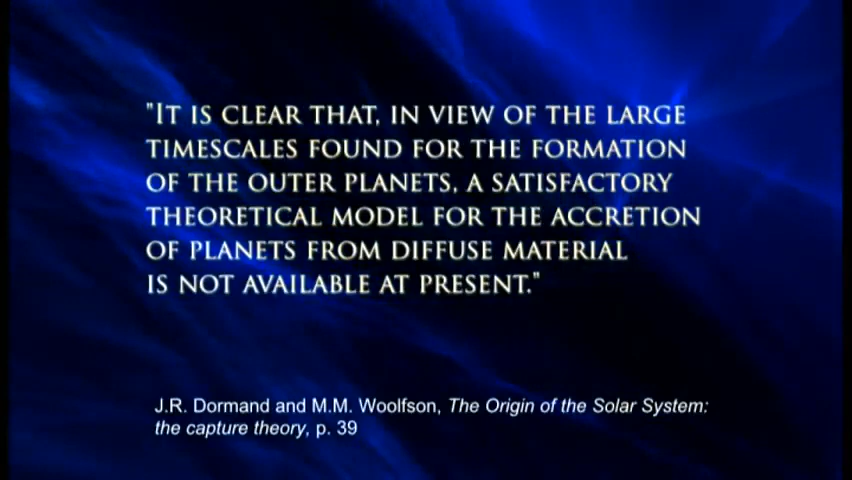 "It is clear that, in view of the large
timescales found for the formation
of the outer planets, a satisfactory
theoretical model for the accretion
of planets from diffuse material
is not available at present."
J.R. Dormand and M.M. Woolfson, The Origin of the Solar System:
the capture theory, p. 39